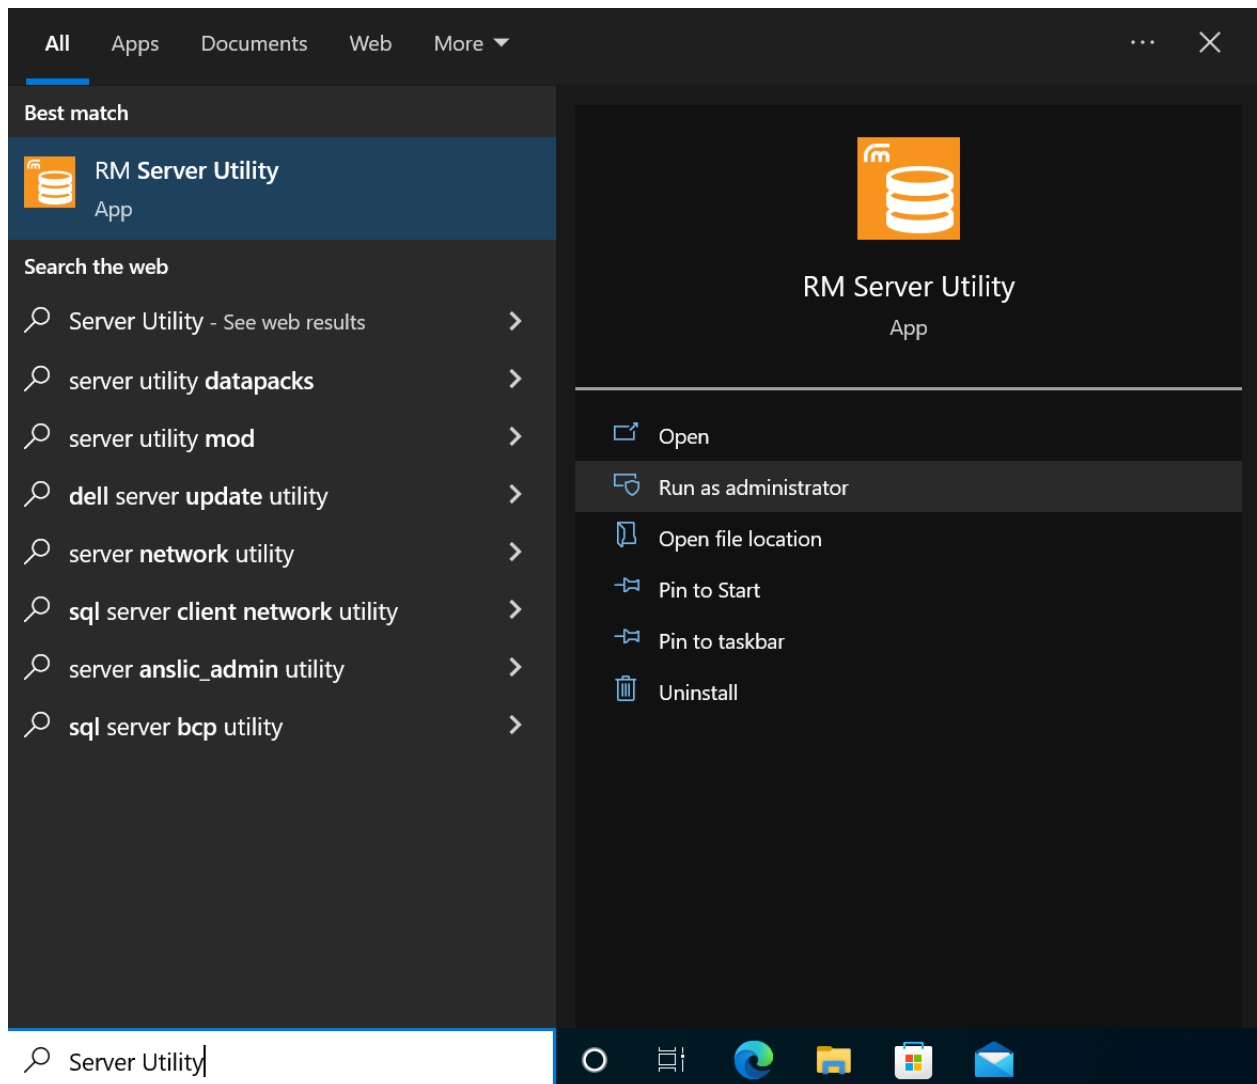 All Apps Documents Web More
Best match
RM Server Utility
App
Search the web
Server Utility - See web results
server utility datapacks
server utility mod
dell server update utility
server network utility
sql server client network utility
server anslic_admin utility
sql server bcp utility
RM Server Utility
App
Open
Run as administrator
Open file location
Pin to Start
Pin to taskbar
Uninstall
Server Utility